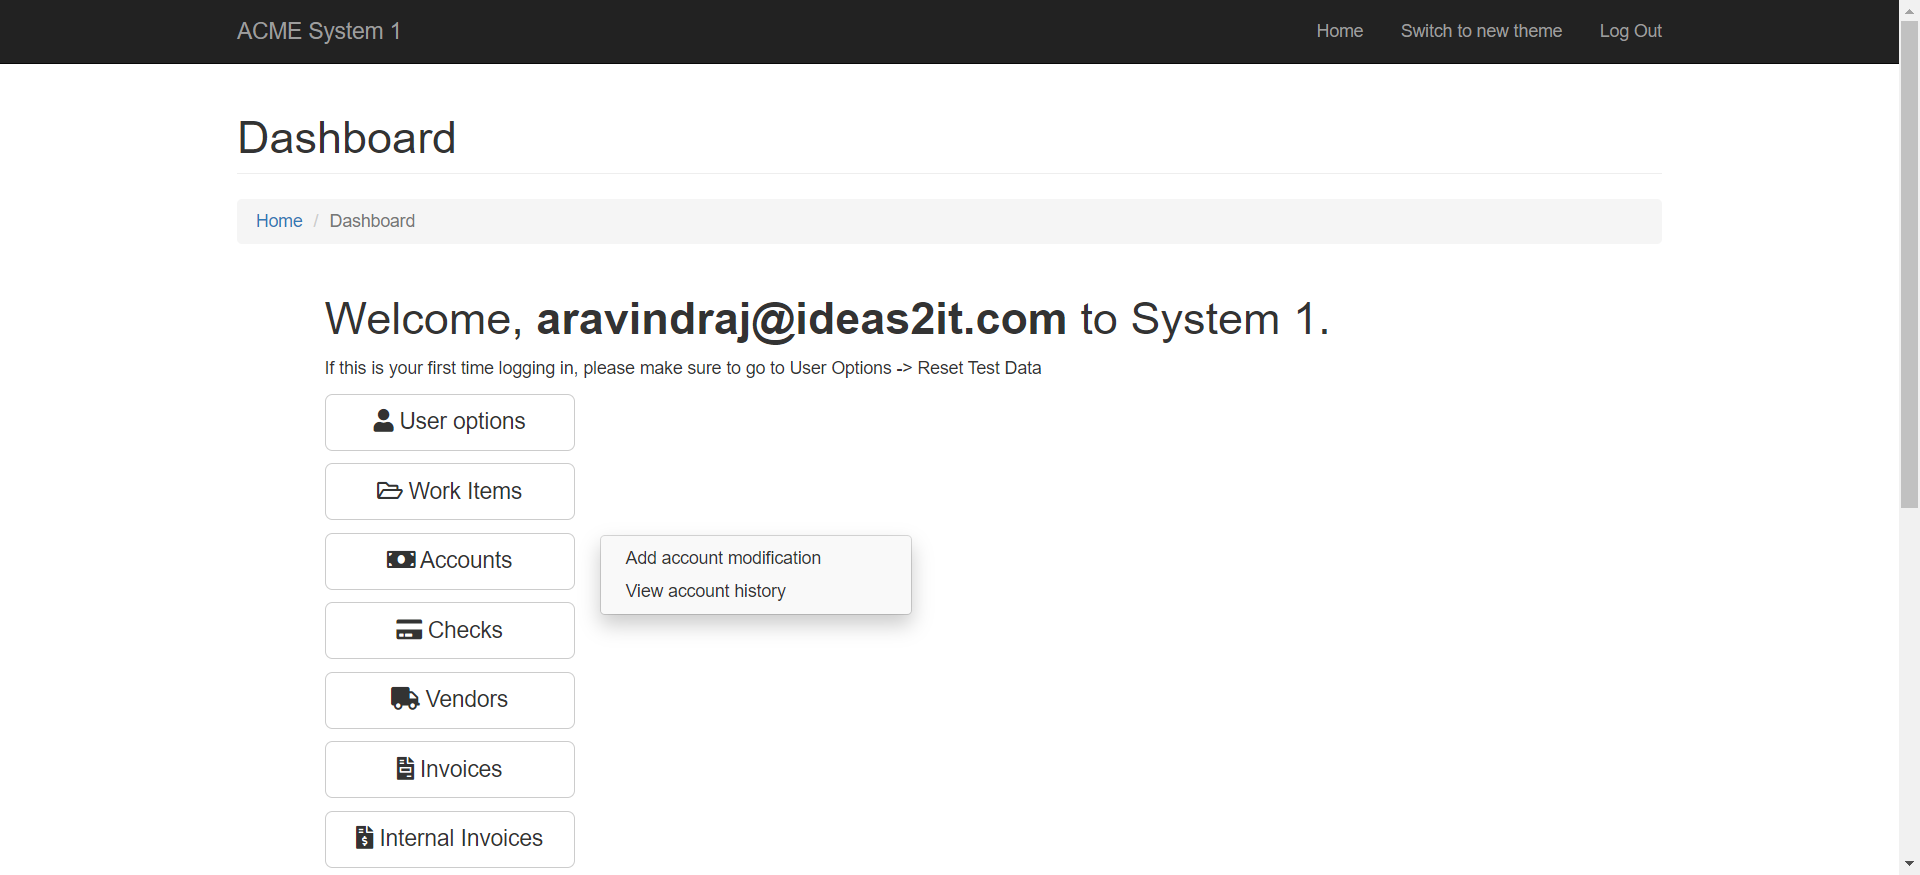 ACME System 1
Home
Switch to new theme
Log Out
Dashboard
Home / Dashboard
Welcome, aravindraj@ideas2it.com to System 1.
If this is your first time logging in, please make sure to go to User Options -> Reset Test Data
User options
Work Items
Accounts
Add account modification
View account history
Checks
Vendors
Invoices
Internal Invoices